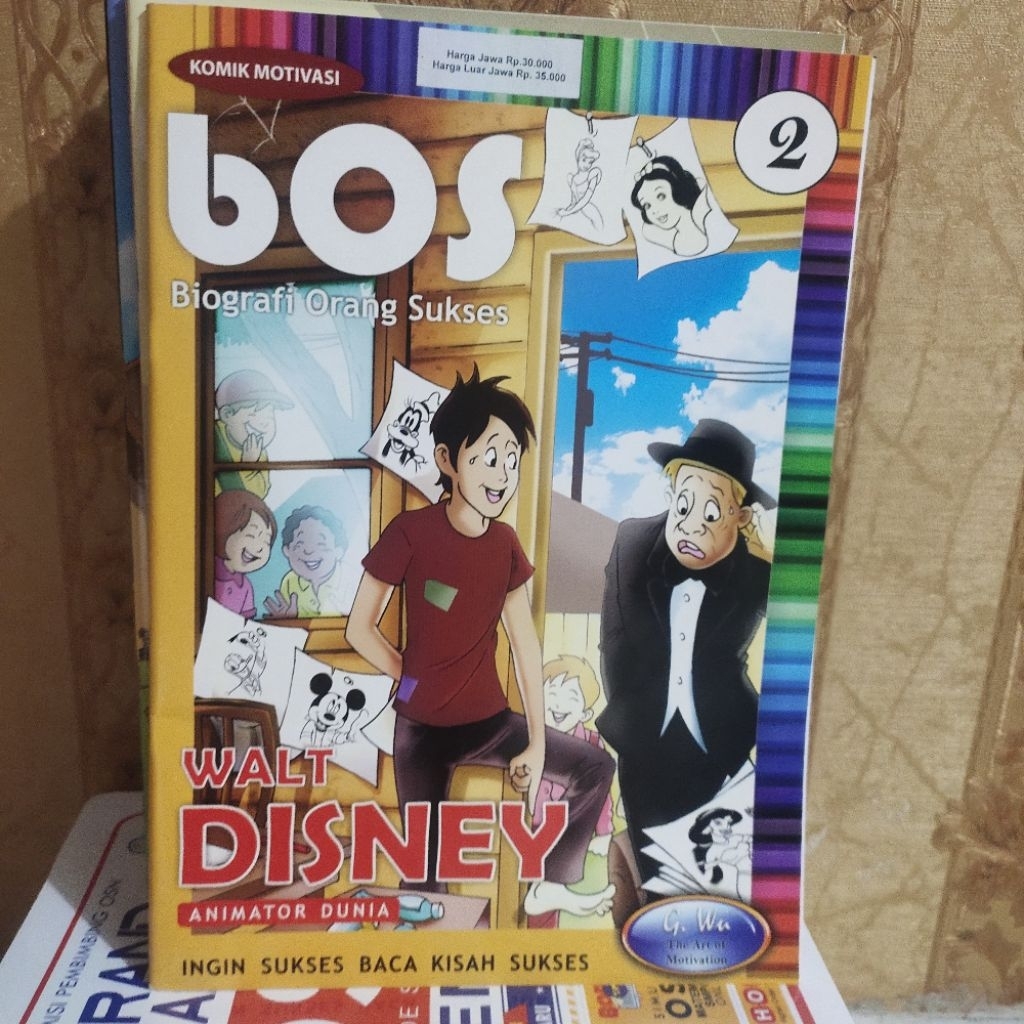 KOMIK MOTIVASI
Harga Jawa Rp.30.000
Harga Luar Jawa Rp. 35.000
2
bos
Biografi Orang Sukses
WALT
DISNEY
ANIMATOR DUNIA
G. Wu
The Art of
Motivation
INGIN SUKSES BACA KISAH SUKSES